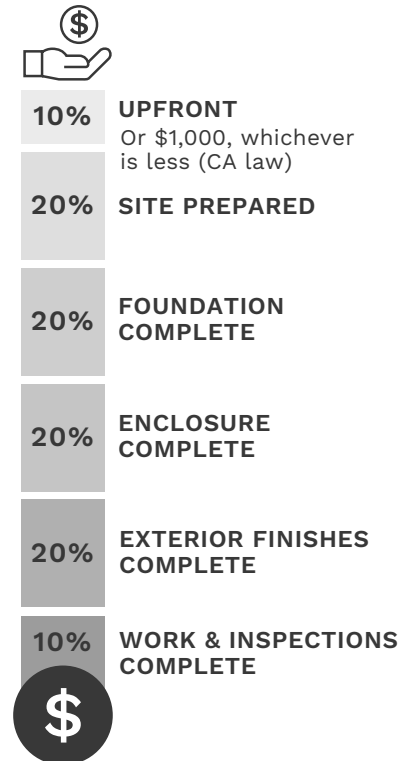 $
10% UPFRONT
Or $1,000, whichever
is less (CA law)
20% SITE PREPARED
20% FOUNDATION
COMPLETE
20% ENCLOSURE
COMPLETE
20% EXTERIOR FINISHES
COMPLETE
10% WORK & INSPECTIONS
COMPLETE
$